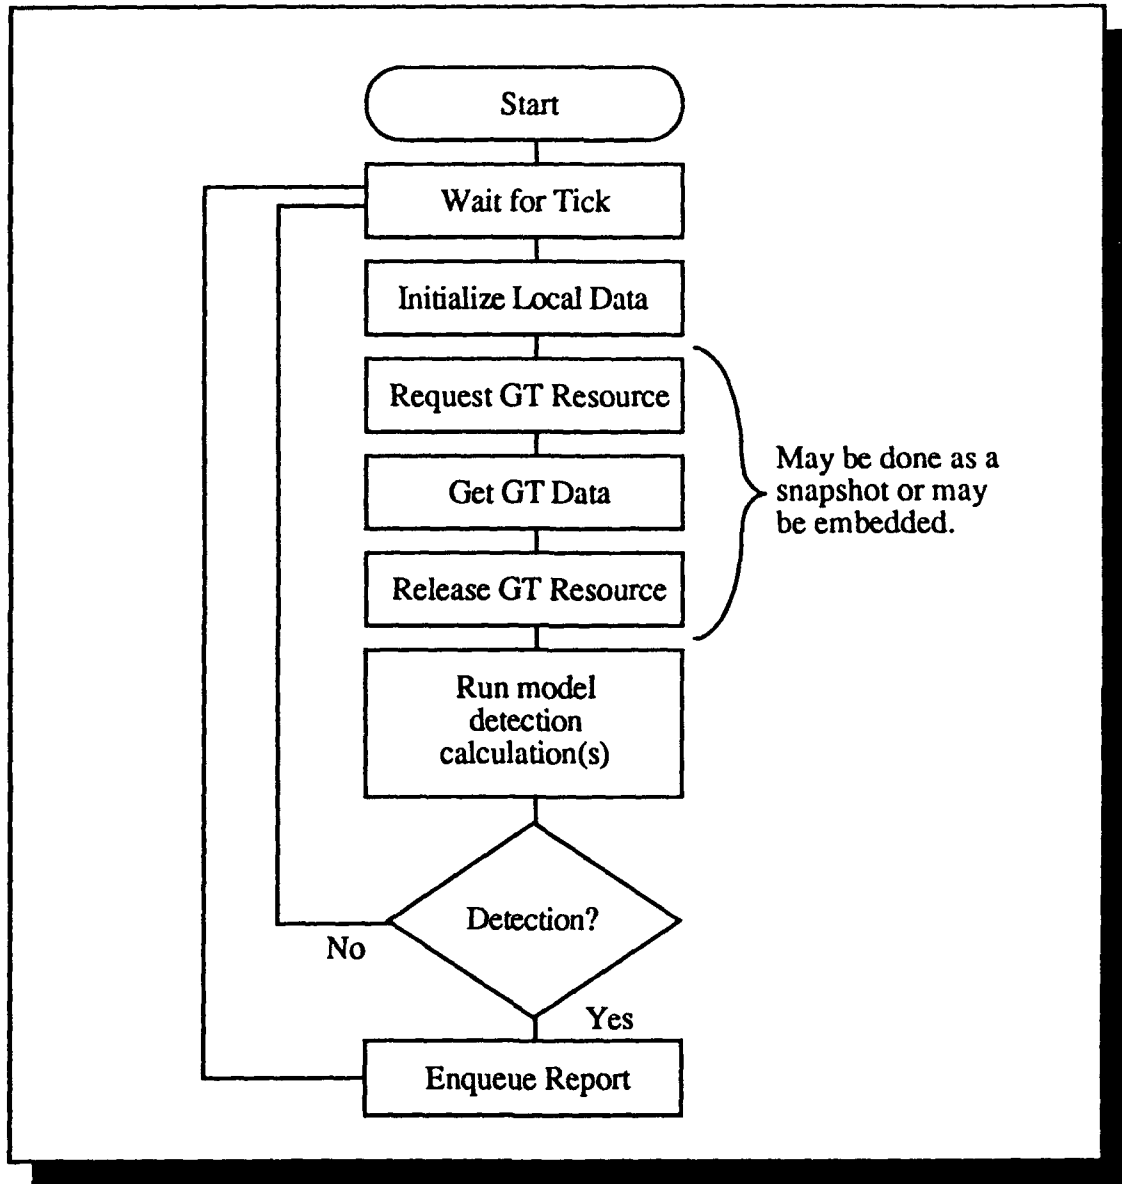 Start
Wait for Tick
Initialize Local Data
Request GT Resource
Get GT Data
Release GT Resource
May be done as a
snapshot or may
be embedded.
Run model
detection
calculation(s)
Detection?
No
Yes
Enqueue Report